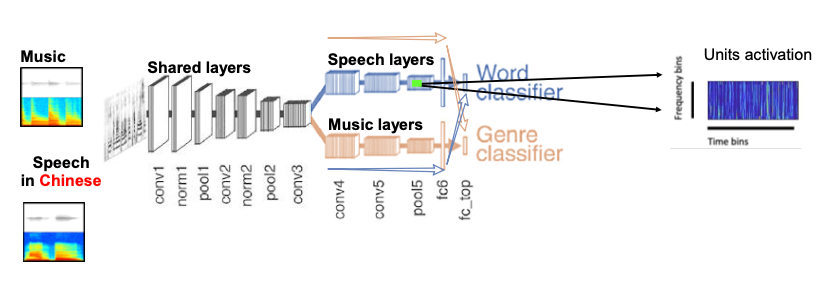 Music
Speech
in Chinese
Shared layers
Speech layers
Music layers
Word
classifier
Genre
classifier
conv1
norm1
pool1
conv2
norm2
pool2
conv3
conv4
conv5
pool5
fc6
fc_top
Units activation
Frequency bins
Time bins